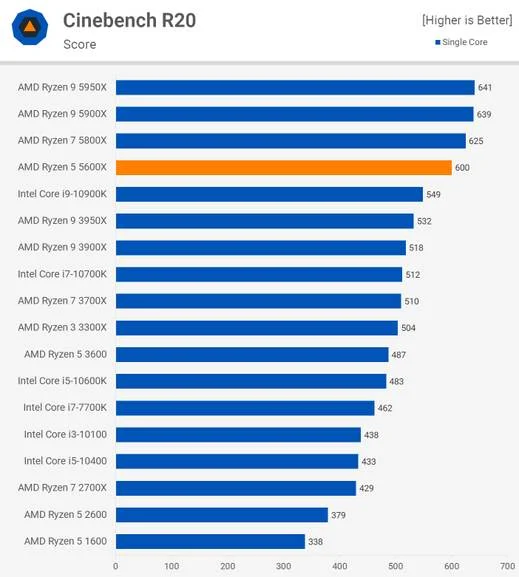 Cinebench R20
Score
[Higher is Better]
Single Core
AMD Ryzen 9 5950X 641
AMD Ryzen 9 5900X 639
AMD Ryzen 7 5800X 625
AMD Ryzen 5 5600X 600
Intel Core i9-10900K 549
AMD Ryzen 9 3950X 532
AMD Ryzen 9 3900X 518
Intel Core i7-10700K 512
AMD Ryzen 7 3700X 510
AMD Ryzen 3 3300X 504
AMD Ryzen 5 3600 487
Intel Core i5-10600K 483
Intel Core i7-7700K 462
Intel Core i3-10100 438
Intel Core i5-10400 433
AMD Ryzen 7 2700X 429
AMD Ryzen 5 2600 379
AMD Ryzen 5 1600 338
0 100 200 300 400 500 600 700